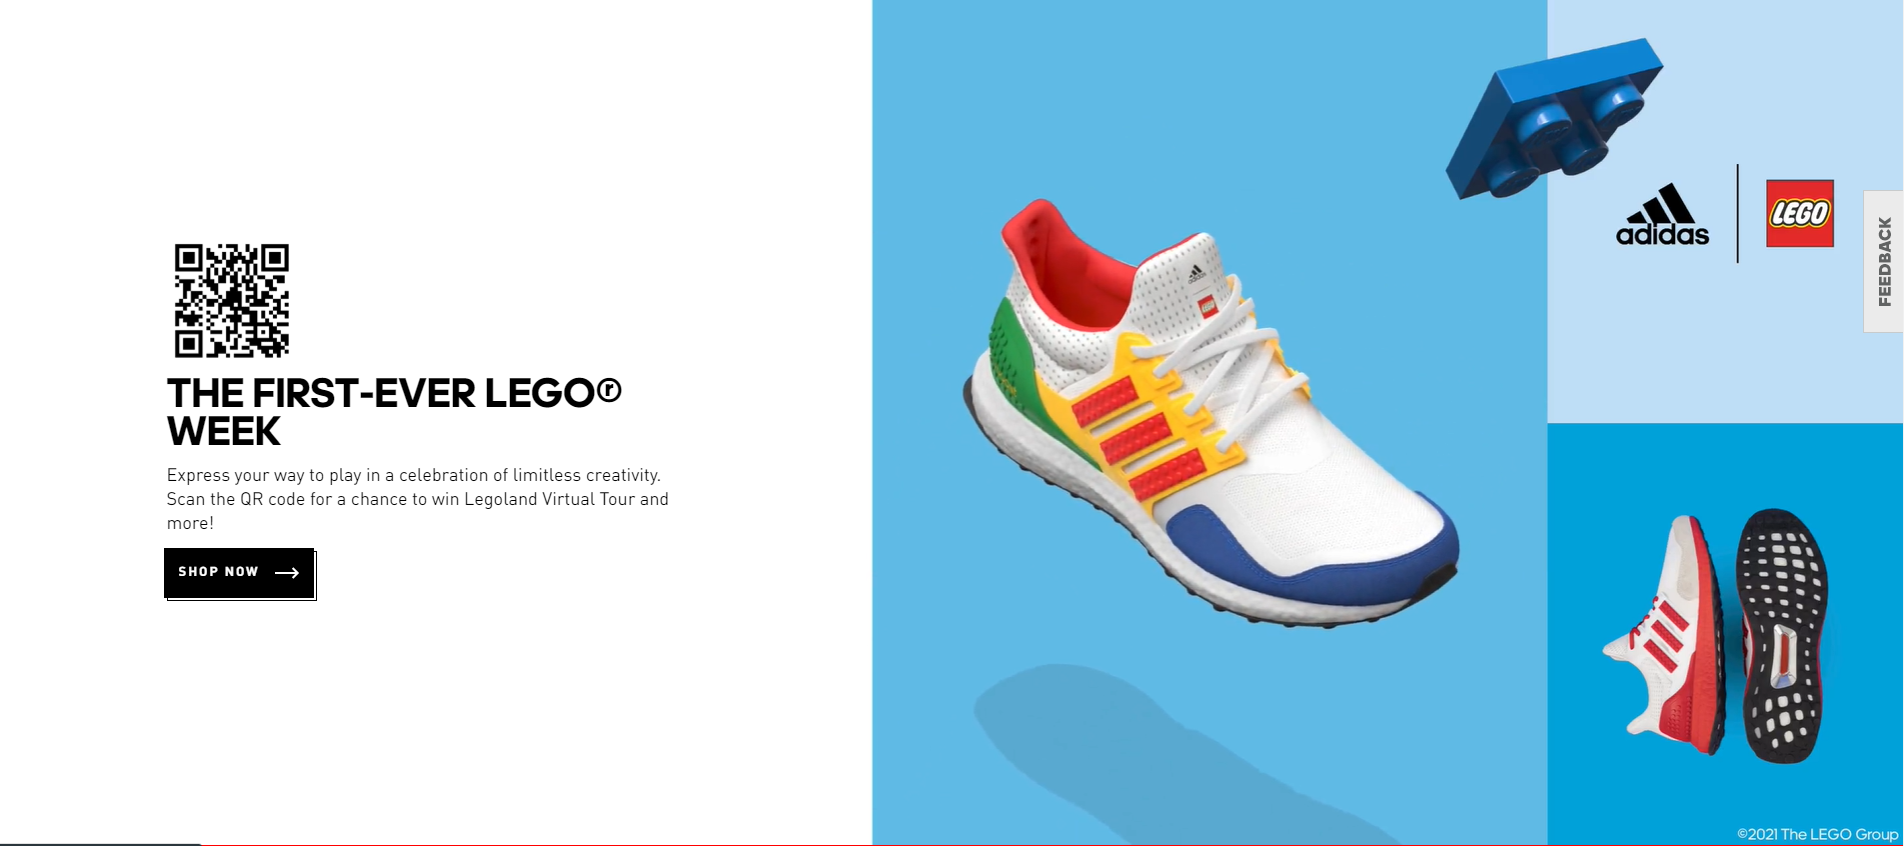 THE FIRST-EVER LEGO®
WEEK
Express your way to play in a celebration of limitless creativity.
Scan the QR code for a chance to win Legoland Virtual Tour and
more!
SHOP NOW
adidas
LEGO
FEEDBACK
©2021 The LEGO Group